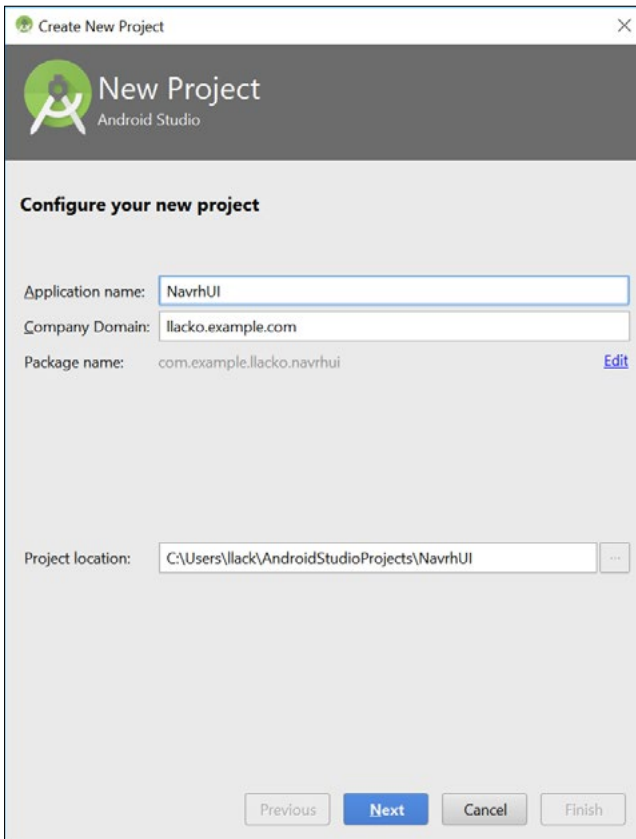 Create New Project
New Project
Android Studio
Configure your new project
Application name: NavrhUI
Company Domain: llacko.example.com
Package name: com.example.llacko.navrhui Edit
Project location: C:\Users\llack\AndroidStudioProjects\NavrhUI ...
Previous Next Cancel Finish